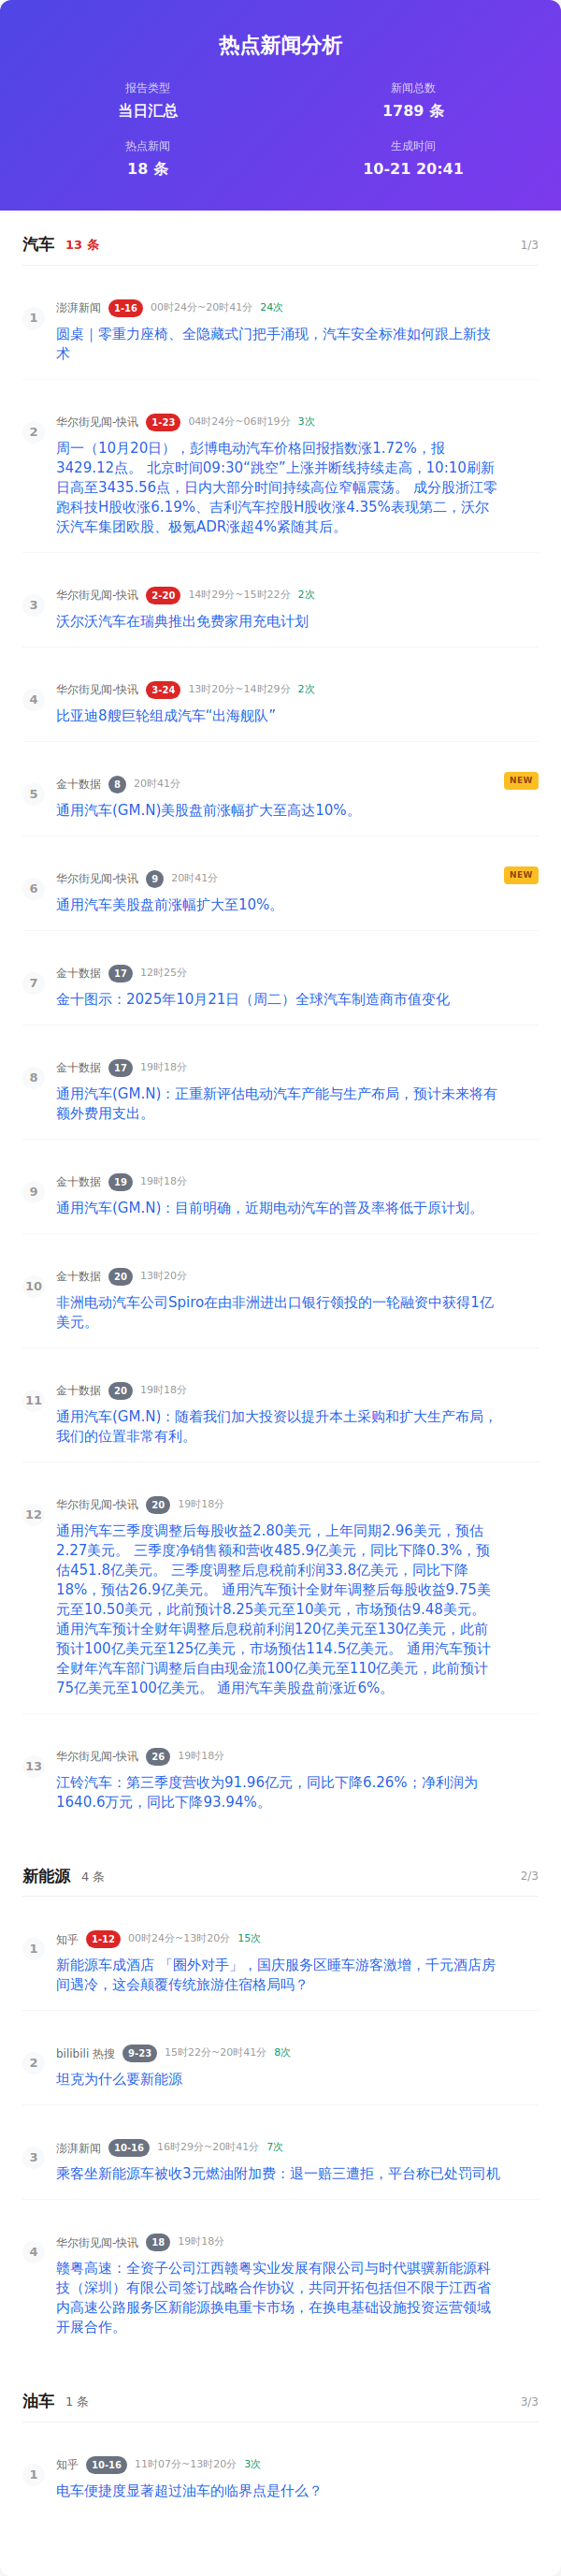 热点新闻分析
报告类型
新闻总数
当日汇总
1789 条
热点新闻
生成时间
18 条
10-21 20:41
汽车 13 条 1/3
1 澎湃新闻 1-16 00时24分~20时41分 24次
圆桌｜零重力座椅、全隐藏式门把手涌现，汽车安全标准如何跟上新技
术
2 华尔街见闻-快讯 1-23 04时24分~06时19分 3次
周一（10月20日），彭博电动汽车价格回报指数涨1.72%，报
3429.12点。 北京时间09:30“跳空”上涨并断线持续走高，10:10刷新
日高至3435.56点，日内大部分时间持续高位窄幅震荡。 成分股浙江零
跑科技H股收涨6.19%、吉利汽车控股H股收涨4.35%表现第二，沃尔
沃汽车集团欧股、极氪ADR涨超4%紧随其后。
3 华尔街见闻-快讯 2-20 14时29分~15时22分 2次
沃尔沃汽车在瑞典推出免费家用充电计划
4 华尔街见闻-快讯 3-24 13时20分~14时29分 2次
比亚迪8艘巨轮组成汽车“出海舰队”
5 金十数据 8 20时41分 NEW
通用汽车(GM.N)美股盘前涨幅扩大至高达10%。
6 华尔街见闻-快讯 9 20时41分 NEW
通用汽车美股盘前涨幅扩大至10%。
7 金十数据 17 12时25分
金十图示：2025年10月21日（周二）全球汽车制造商市值变化
8 金十数据 17 19时18分
通用汽车(GM.N)：正重新评估电动汽车产能与生产布局，预计未来将有
额外费用支出。
9 金十数据 19 19时18分
通用汽车(GM.N)：目前明确，近期电动汽车的普及率将低于原计划。
10 金十数据 20 13时20分
非洲电动汽车公司Spiro在由非洲进出口银行领投的一轮融资中获得1亿
美元。
11 金十数据 20 19时18分
通用汽车(GM.N)：随着我们加大投资以提升本土采购和扩大生产布局，
我们的位置非常有利。
12 华尔街见闻-快讯 20 19时18分
通用汽车三季度调整后每股收益2.80美元，上年同期2.96美元，预估
2.27美元。 三季度净销售额和营收485.9亿美元，同比下降0.3%，预
估451.8亿美元。 三季度调整后息税前利润33.8亿美元，同比下降
18%，预估26.9亿美元。 通用汽车预计全财年调整后每股收益9.75美
元至10.50美元，此前预计8.25美元至10美元，市场预估9.48美元。
通用汽车预计全财年调整后息税前利润120亿美元至130亿美元，此前
预计100亿美元至125亿美元，市场预估114.5亿美元。 通用汽车预计
全财年汽车部门调整后自由现金流100亿美元至110亿美元，此前预计
75亿美元至100亿美元。 通用汽车美股盘前涨近6%。
13 华尔街见闻-快讯 26 19时18分
江铃汽车：第三季度营收为91.96亿元，同比下降6.26%；净利润为
1640.6万元，同比下降93.94%。
新能源 4 条 2/3
1 知乎 1-12 00时24分~13时20分 15次
新能源车成酒店 「圈外对手」，国庆服务区睡车游客激增，千元酒店房
间遇冷，这会颠覆传统旅游住宿格局吗？
2 bilibili 热搜 9-23 15时22分~20时41分 8次
坦克为什么要新能源
3 澎湃新闻 10-16 16时29分~20时41分 7次
乘客坐新能源车被收3元燃油附加费：退一赔三遭拒，平台称已处罚司机
4 华尔街见闻-快讯 18 19时18分
赣粤高速：全资子公司江西赣粤实业发展有限公司与时代骐骥新能源科
技（深圳）有限公司签订战略合作协议，共同开拓包括但不限于江西省
内高速公路服务区新能源换电重卡市场，在换电基础设施投资运营领域
开展合作。
油车 1 条 3/3
1 知乎 10-16 11时07分~13时20分 3次
电车便捷度显著超过油车的临界点是什么？